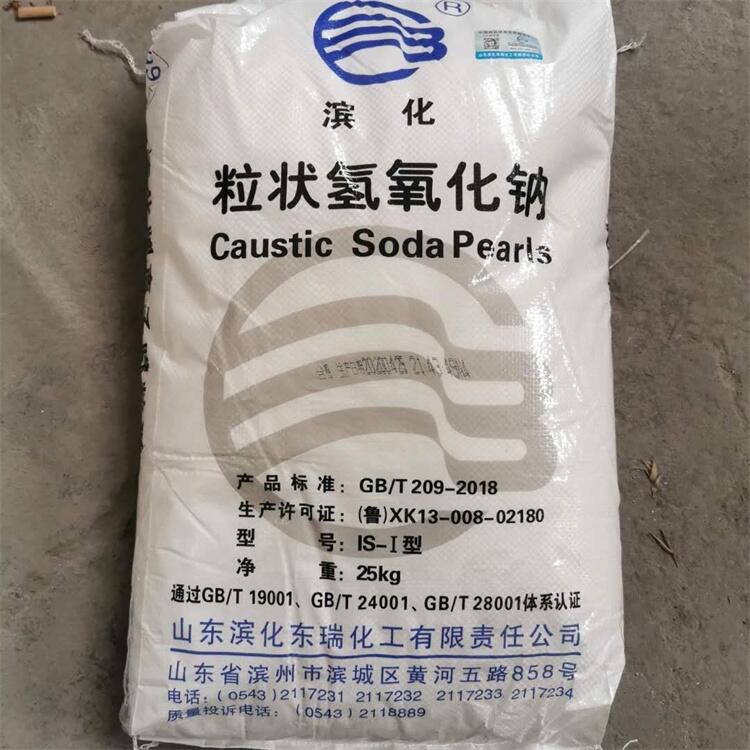 ®
滨化
粒状氢氧化钠
Caustic Soda Pearls
产品标准：GB/T 209-2018
生产许可证：(鲁)XK13-008-02180
型号：IS-Ⅰ型
净重：25kg
通过GB/T 19001、GB/T 24001、GB/T 28001体系认证
山东滨化东瑞化工有限责任公司
山东省滨州市滨城区黄河五路858号
电话：(0543) 2117231 2117232 2117233 2117234
质量投诉电话：(0543) 2118889